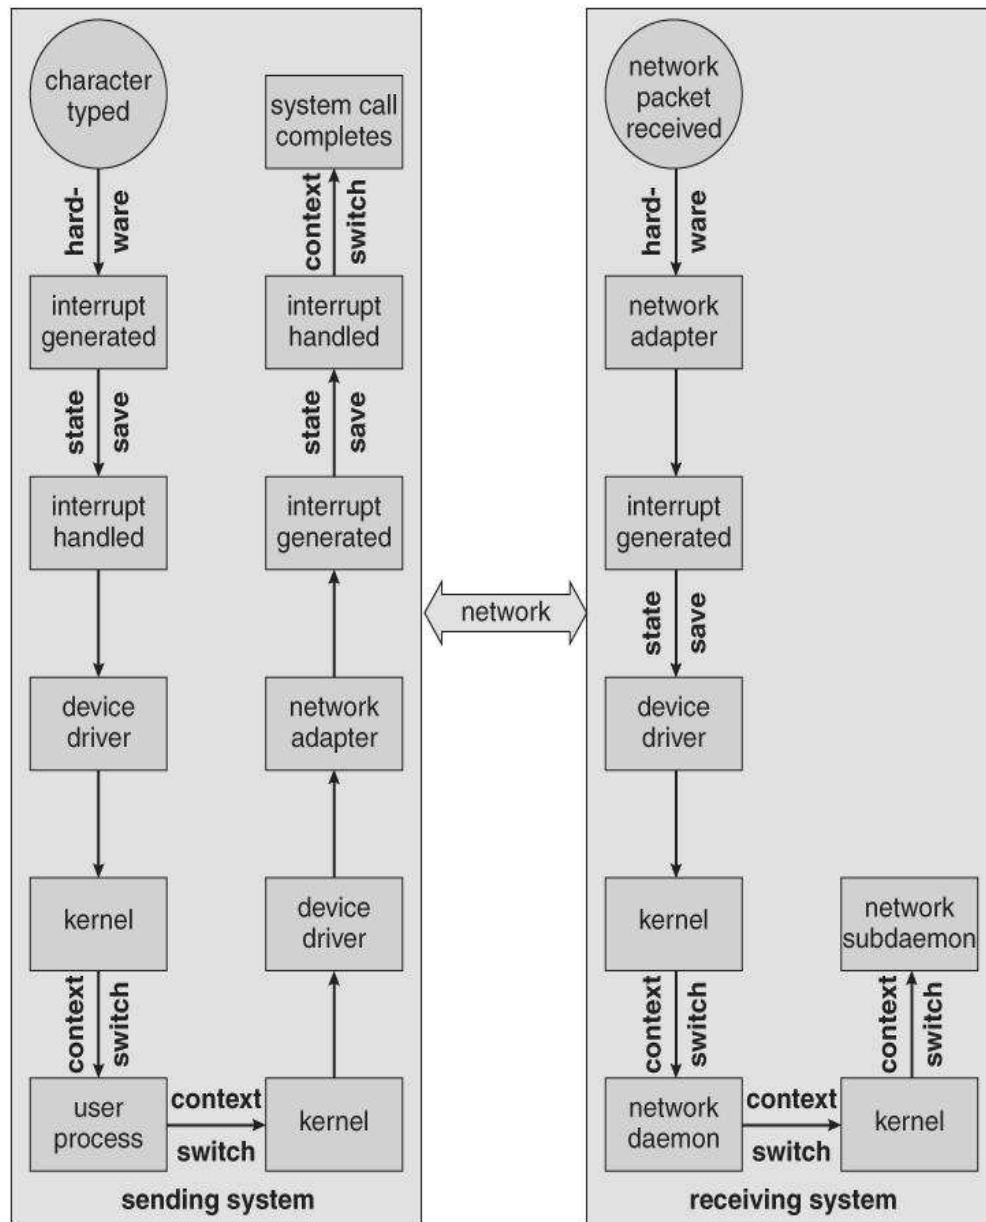 character
typed
hard-
ware
interrupt
generated
state
save
interrupt
handled
device
driver
kernel
context
switch
user
process
context
switch
kernel
device
driver
network
adapter
interrupt
generated
state
save
interrupt
handled
context
switch
system call
completes
sending system
network
network
packet
received
hard-
ware
network
adapter
interrupt
generated
state
save
device
driver
kernel
context
switch
network
daemon
context
switch
kernel
context
switch
network
subdaemon
receiving system